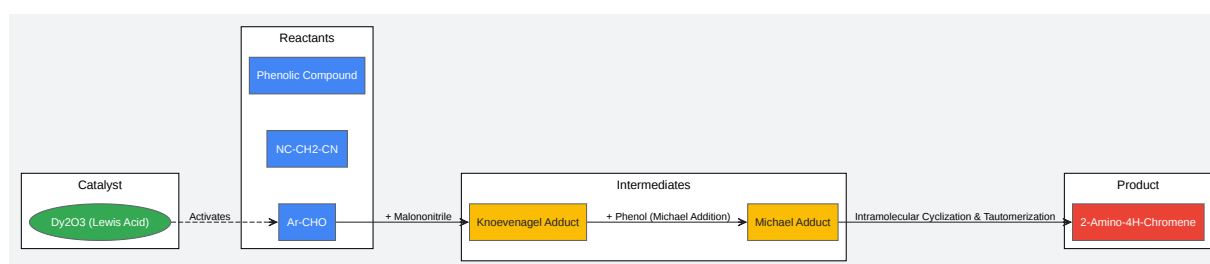 Reactants
Phenolic Compound
NC-CH2-CN
Catalyst
Dy2O3 (Lewis Acid)
Activates
Ar-CHO
+ Malononitrile
Intermediates
Knoevenagel Adduct
+ Phenol (Michael Addition)
Michael Adduct
Intramolecular Cyclization & Tautomerization
Product
2-Amino-4H-Chromene